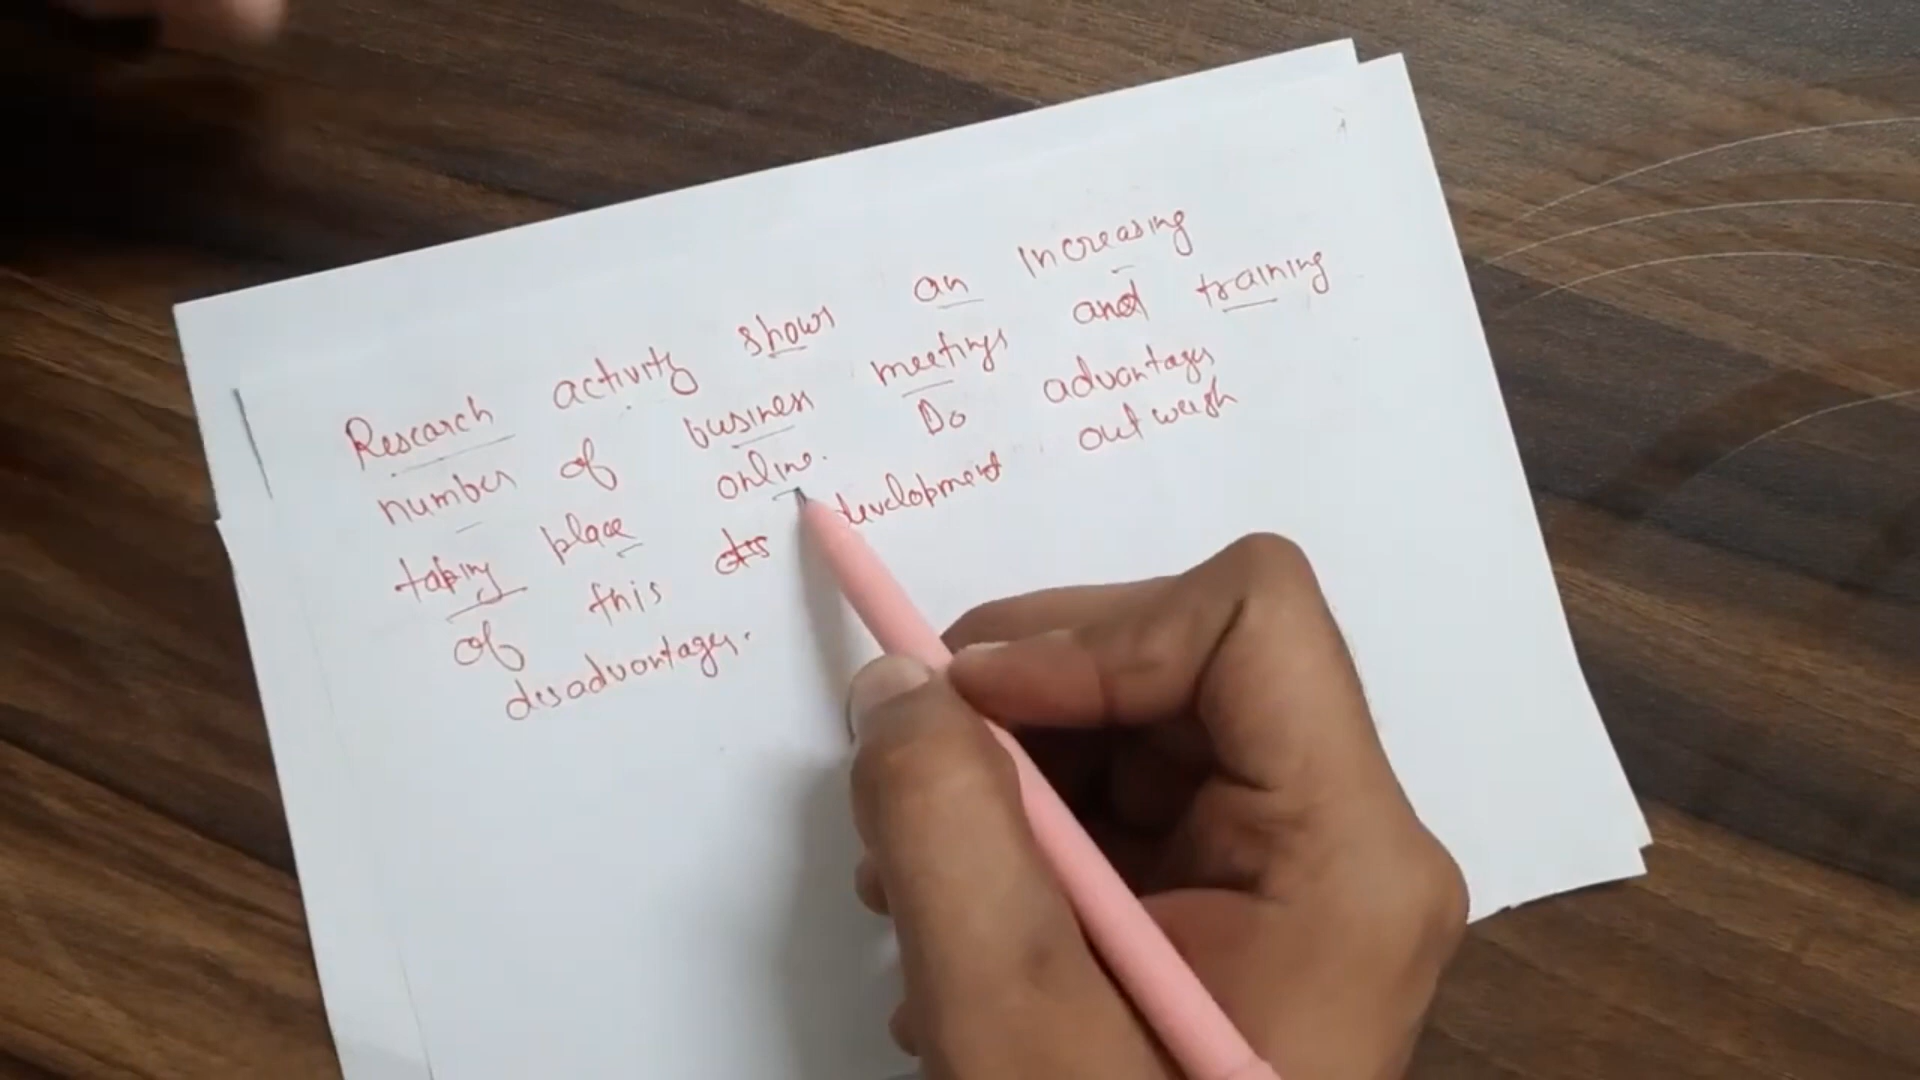 Research activity shows an increasing
number of business meetings and training
taking place online. Do advantages
of this development outweigh
disadvantages.